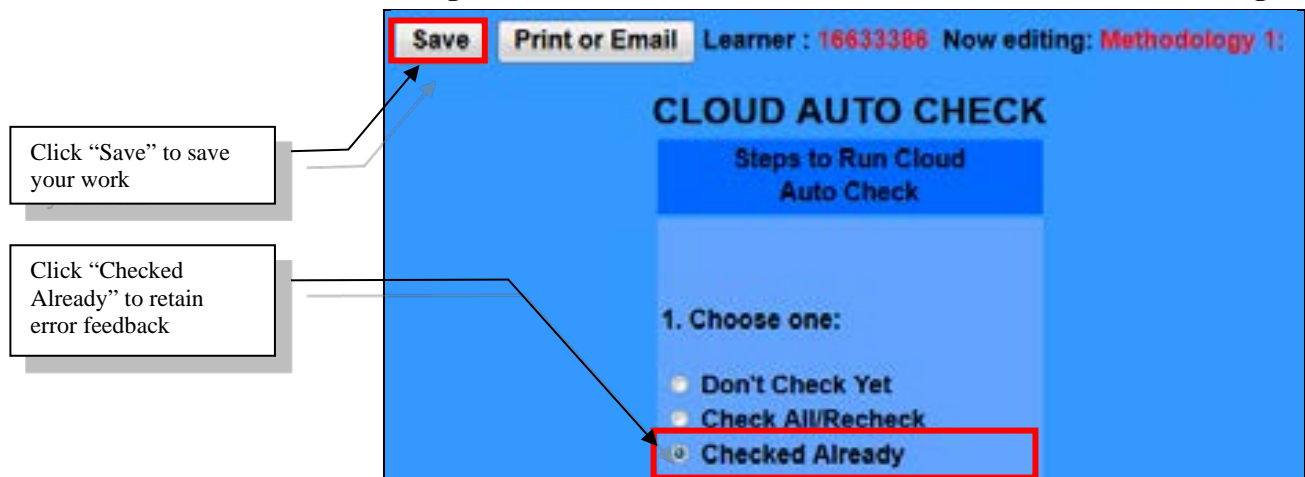 Save Print or Email Learner : 16633386 Now editing: Methodology 1:
CLOUD AUTO CHECK
Steps to Run Cloud
Auto Check
Click “Save” to save
your work
Click “Checked
Already” to retain
error feedback
1. Choose one:
Don't Check Yet
Check All/Recheck
Checked Already